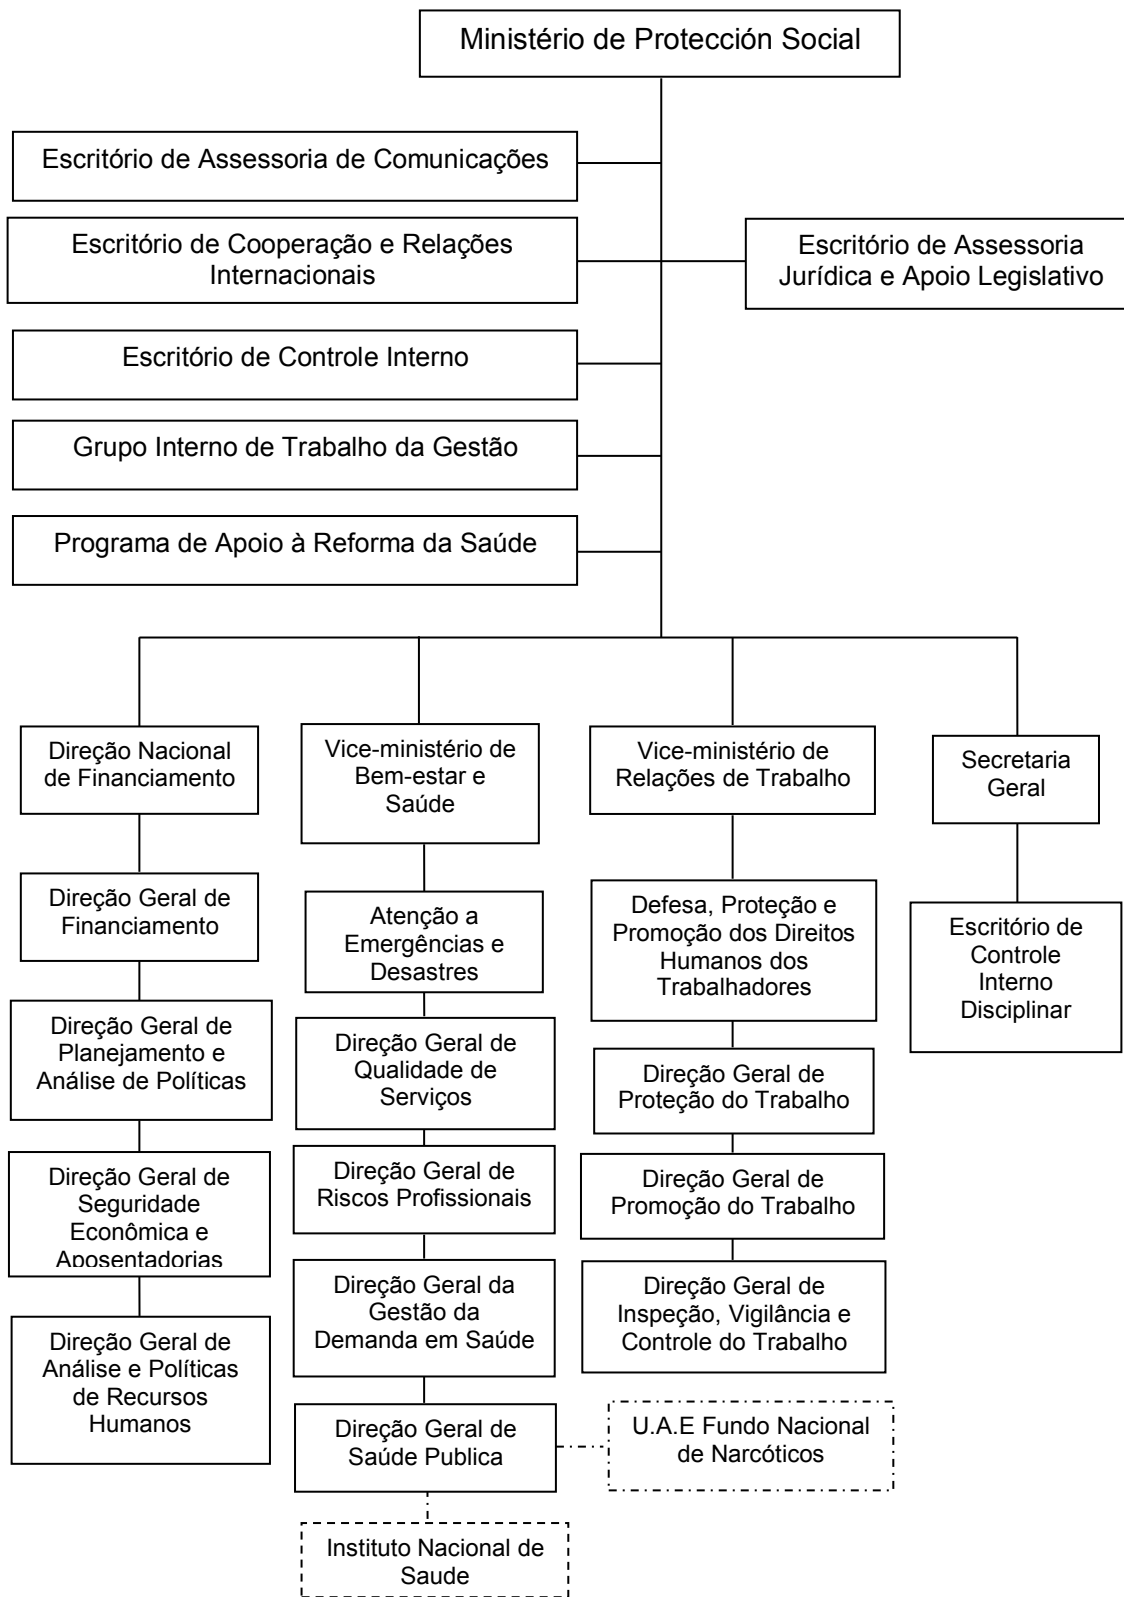 Ministério de Protección Social
Escritório de Assessoria de Comunicações
Escritório de Cooperação e Relações
Internacionais
Escritório de Assessoria
Jurídica e Apoio Legislativo
Escritório de Controle Interno
Grupo Interno de Trabalho da Gestão
Programa de Apoio à Reforma da Saúde
Direção Nacional
de Financiamento
Vice-ministério de
Bem-estar e
Saúde
Vice-ministério de
Relações de Trabalho
Secretaria
Geral
Direção Geral de
Financiamento
Atenção a
Emergências e
Desastres
Defesa, Proteção e
Promoção dos Direitos
Humanos dos
Trabalhadores
Escritório de
Controle
Interno
Disciplinar
Direção Geral de
Planejamento e
Análise de Políticas
Direção Geral de
Qualidade de
Serviços
Direção Geral de
Proteção do Trabalho
Direção Geral de
Seguridade
Econômica e
Aposentadorias
Direção Geral de
Riscos Profissionais
Direção Geral de
Promoção do Trabalho
Direção Geral da
Gestão da
Demanda em Saúde
Direção Geral de
Inspeção, Vigilância e
Controle do Trabalho
Direção Geral de
Análise e Políticas
de Recursos
Humanos
Direção Geral de
Saúde Publica
U.A.E Fundo Nacional
de Narcóticos
Instituto Nacional de
Saude